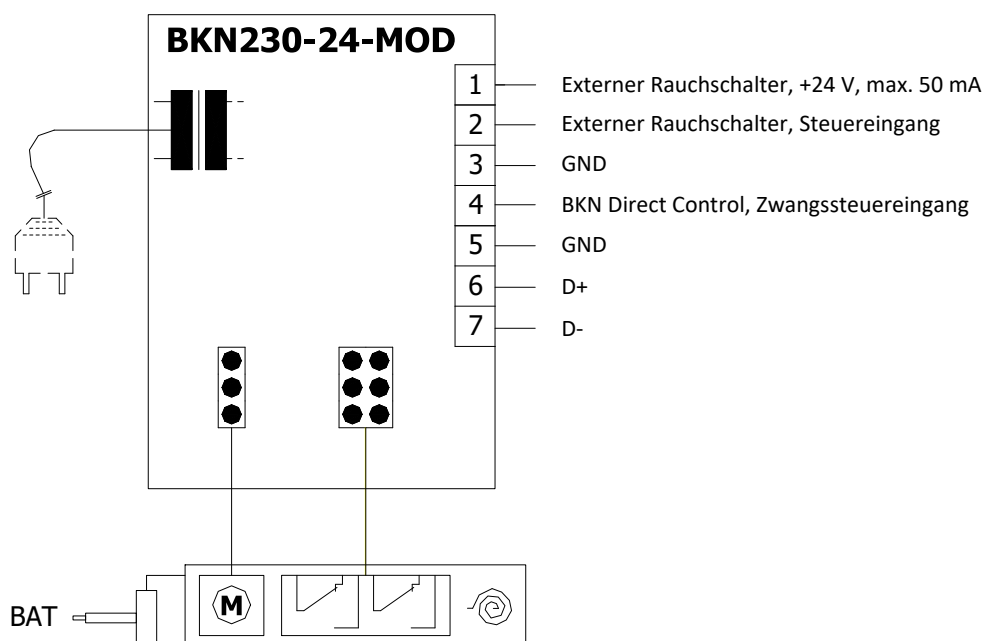 BKN230-24-MOD
1 Externer Rauchschalter, +24 V, max. 50 mA
2 Externer Rauchschalter, Steuereingang
3 GND
4 BKN Direct Control, Zwangssteuereingang
5 GND
6 D+
7 D-
M
BAT